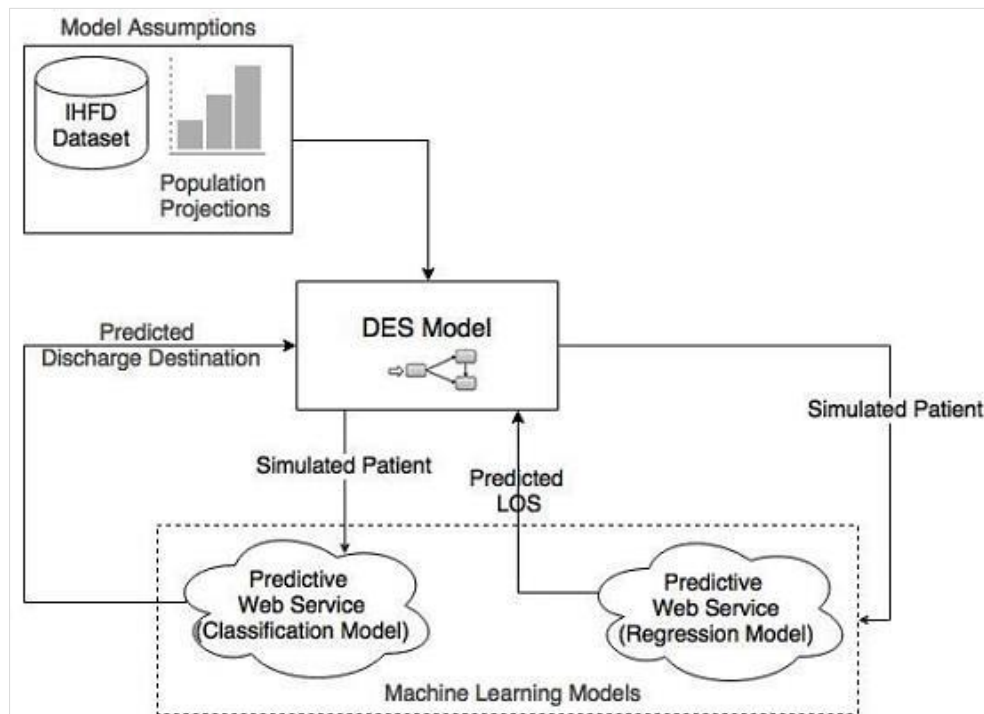 Model Assumptions
IHFD
Dataset
Population
Projections
DES Model
Predicted
Discharge Destination
Simulated Patient
Simulated Patient
Predicted
LOS
Predictive
Web Service
(Classification Model)
Predictive
Web Service
(Regression Model)
Machine Learning Models